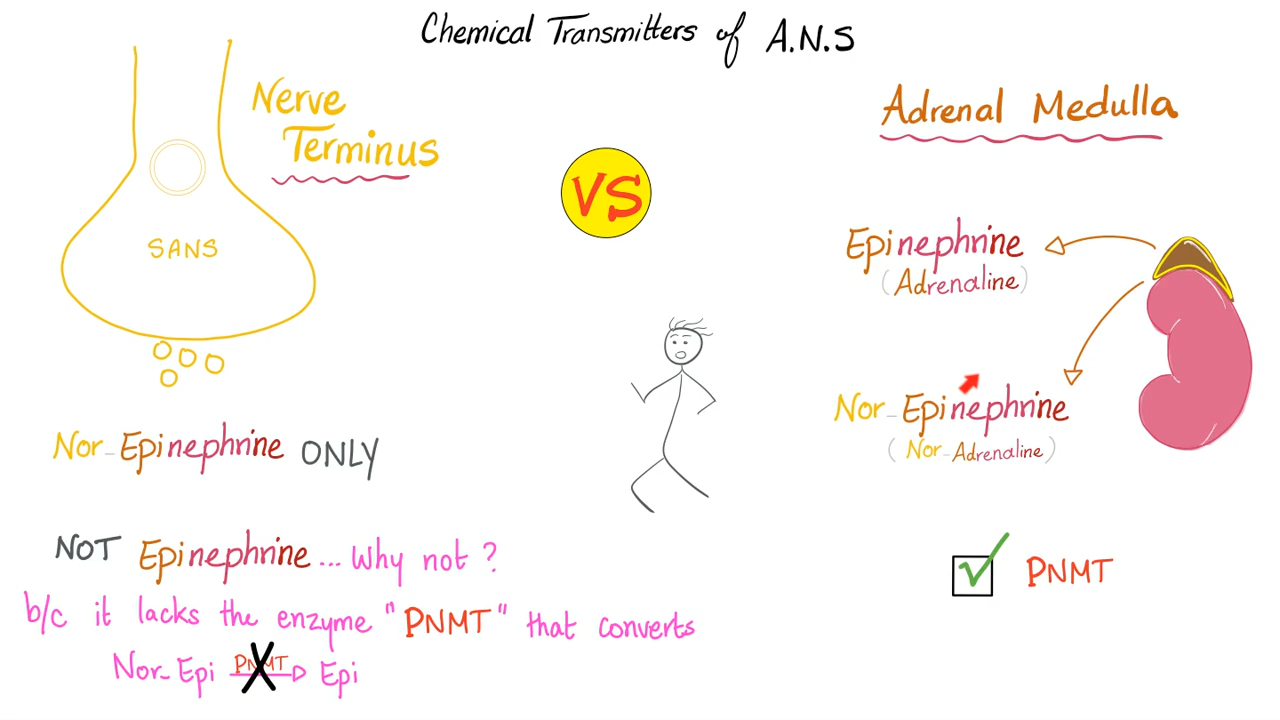 Chemical Transmitters of A.N.S
Nerve
Terminus
SANS
Nor-Epinephrine ONLY
NOT Epinephrine... Why not ?
b/c it lacks the enzyme "PNMT" that converts
Nor-Epi PNMT Epi
VS
Adrenal Medulla
Epinephrine
(Adrenaline)
Nor-Epinephrine
(Nor-Adrenaline)
PNMT